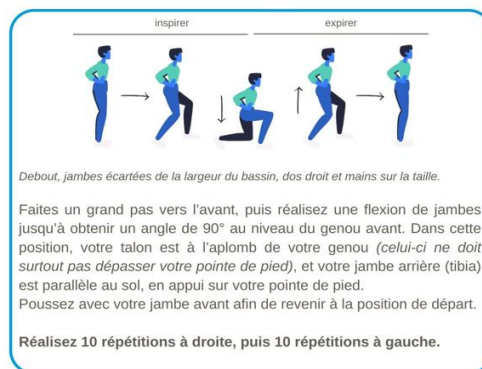 inspirer expirer
Debout, jambes écartées de la largeur du bassin, dos droit et mains sur la taille.
Faites un grand pas vers l'avant, puis réalisez une flexion de jambes
jusqu'à obtenir un angle de 90° au niveau du genou avant. Dans cette
position, votre talon est à l'aplomb de votre genou (celui-ci ne doit
surtout pas dépasser votre pointe de pied), et votre jambe arrière (tibia)
est parallèle au sol, en appui sur votre pointe de pied.
Poussez avec votre jambe avant afin de revenir à la position de départ.
Réalisez 10 répétitions à droite, puis 10 répétitions à gauche.